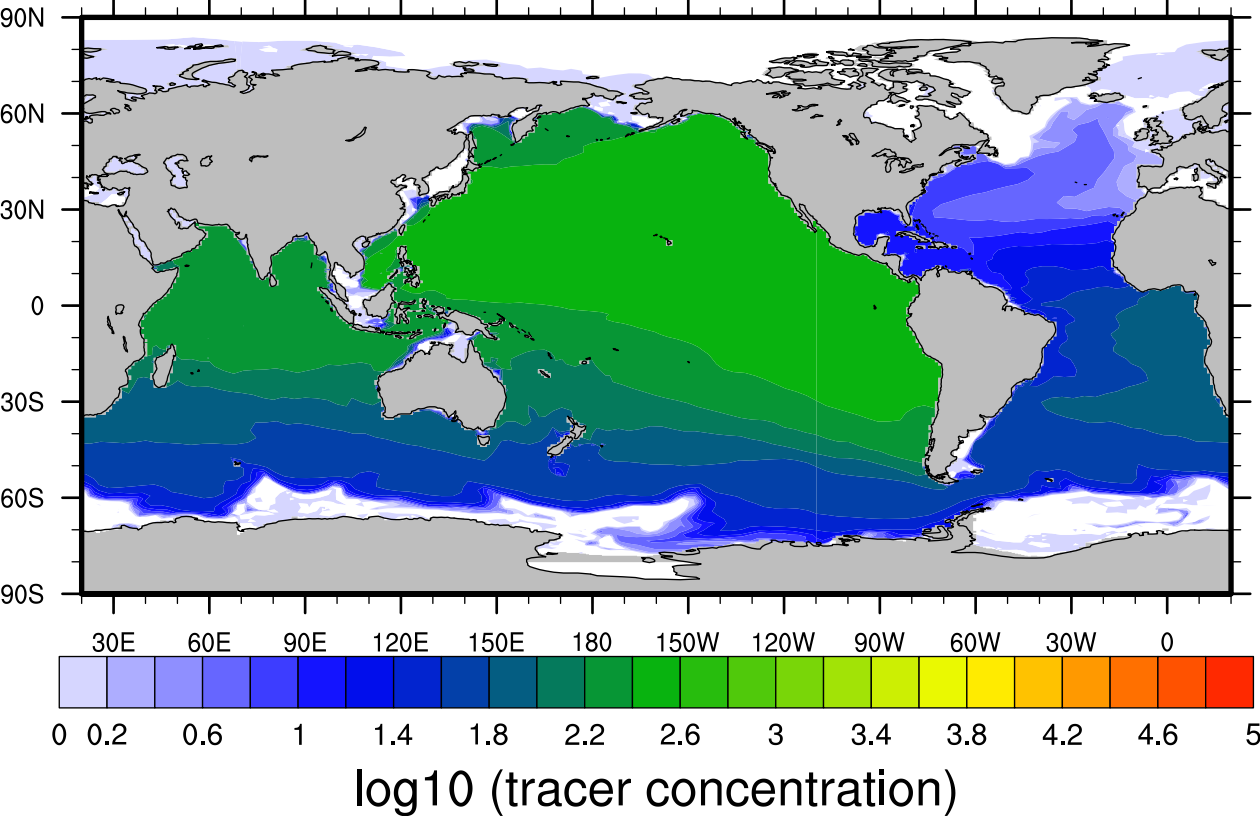 90N
60N
30N
0
30S
60S
90S
30E 60E 90E 120E 150E 180 150W 120W 90W 60W 30W 0
0 0.2 0.6 1 1.4 1.8 2.2 2.6 3 3.4 3.8 4.2 4.6 5
log10 (tracer concentration)